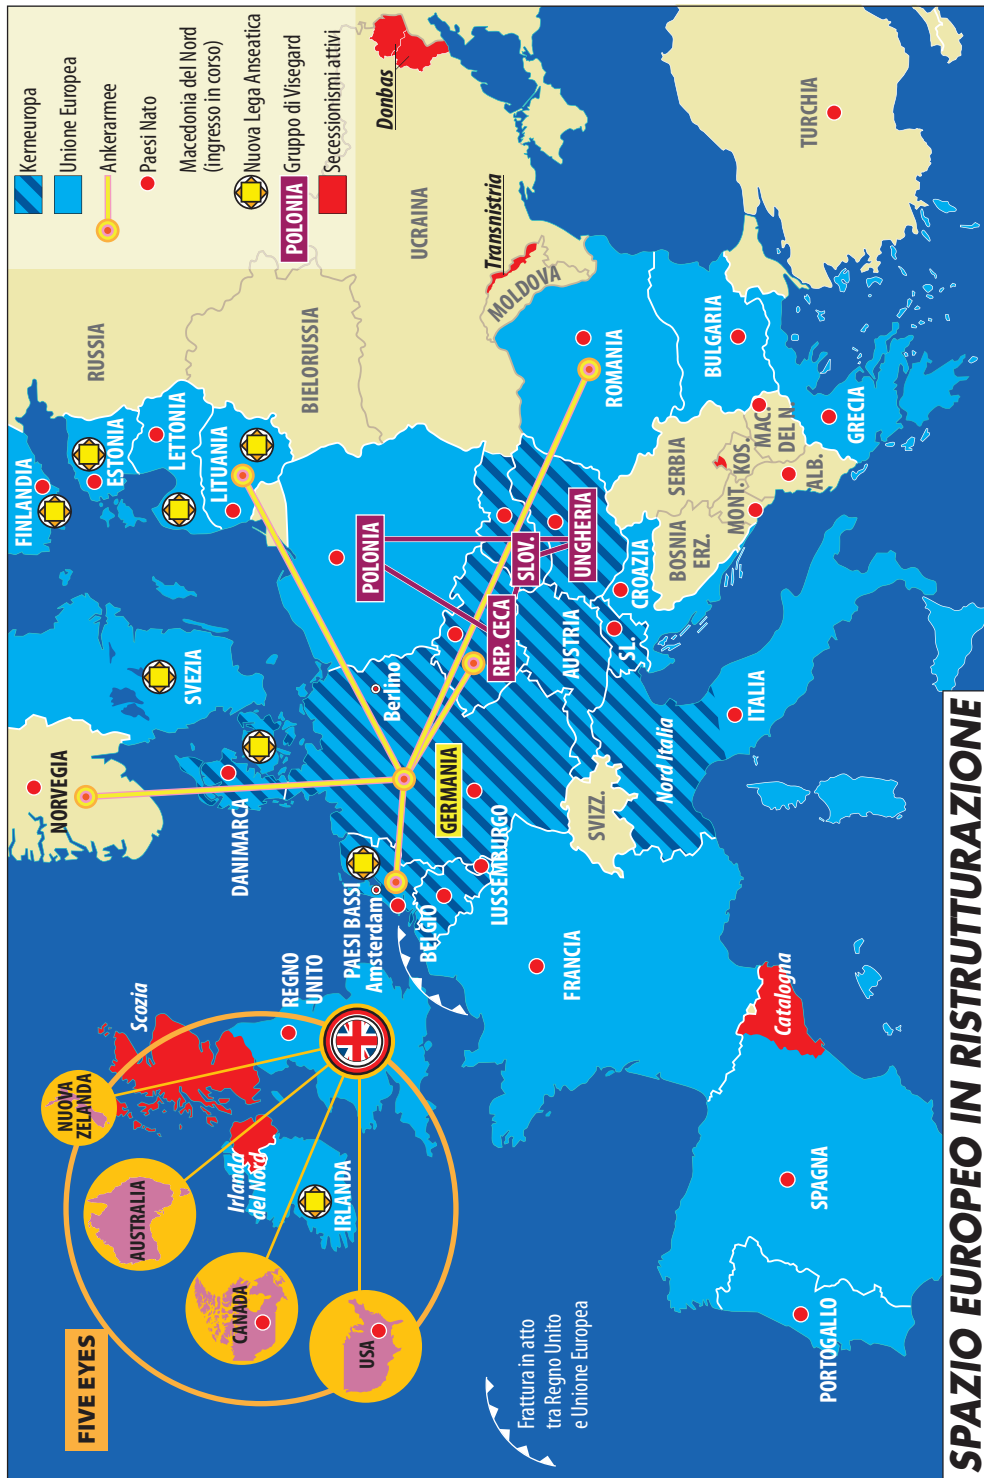 SPAZIO EUROPEO IN RISTRUTTURAZIONE
FIVE EYES
NUOVA
ZELANDA
AUSTRALIA
CANADA
USA
Frattura in atto
tra Regno Unito
e Unione Europea
Scozia
Irlanda
del Nord
IRLANDA
REGNO
UNITO
PORTOGALLO
SPAGNA
Catalogna
FRANCIA
PAESI BASSI
Amsterdam
BELGIO
LUSSEMBURGO
GERMANIA
Berlino
DANIMARCA
NORVEGIA
SVEZIA
FINLANDIA
ESTONIA
LETTONIA
LITUANIA
RUSSIA
BIELORUSSIA
UCRAINA
Donbas
Transnistria
MOLDOVA
POLONIA
REP. CECA
SLOV.
UNGHERIA
AUSTRIA
SL.
CROAZIA
SVIZZ.
Nord Italia
ITALIA
BOSNIA
ERZ.
SERBIA
MONT.
KOS.
MAC.
DEL N.
ALB.
GRECIA
BULGARIA
ROMANIA
TURCHIA
Kerneuropa
Unione Europea
Ankerarmee
Paesi Nato
Macedonia del Nord
(ingresso in corso)
Nuova Lega Anseatica
POLONIA Gruppo di Visegard
Secessionismi attivi